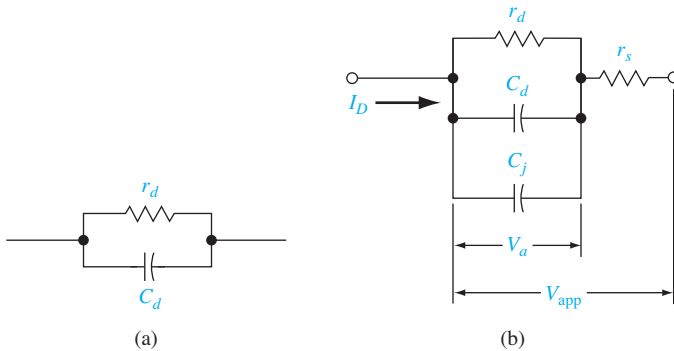 r_d
C_d
(a)
r_d
r_s
C_d
I_D
C_j
V_a
V_app
(b)